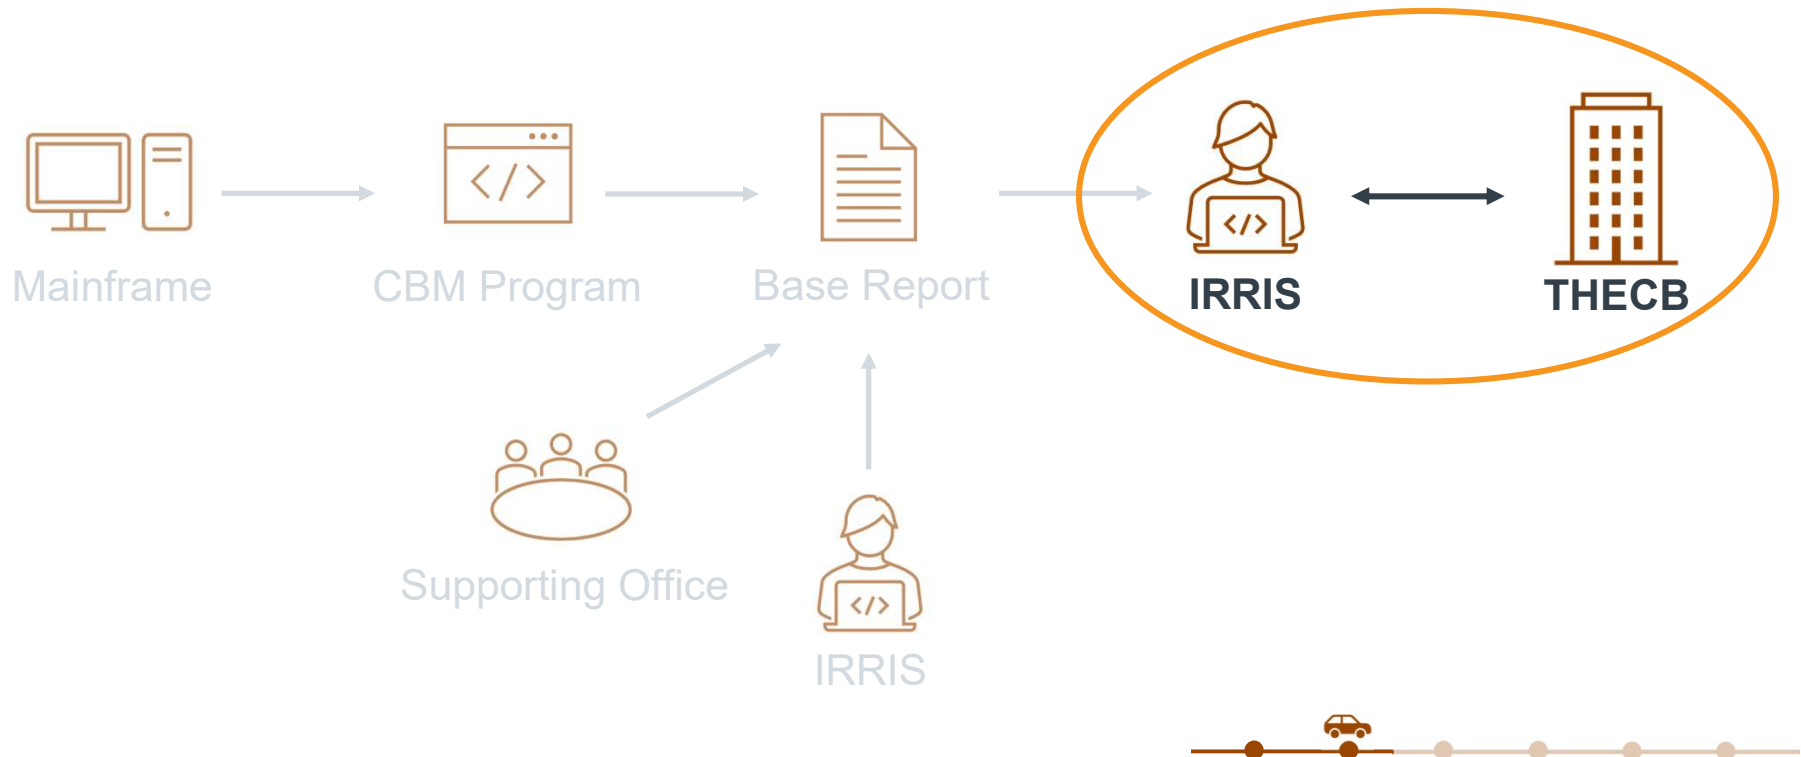 Mainframe
CBM Program
Base Report
IRRIS
THECB
Supporting Office
IRRIS